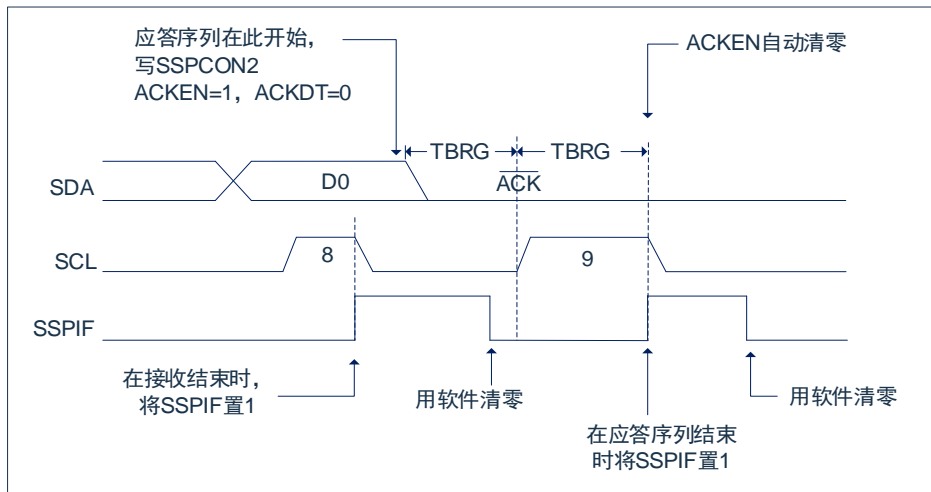 应答序列在此开始，
写SSPCON2
ACKEN=1，ACKDT=0
ACKEN自动清零
TBRG
TBRG
SDA
D0
ACK
SCL
8
9
SSPIF
在接收结束时，
将SSPIF置1
用软件清零
用软件清零
在应答序列结束
时将SSPIF置1